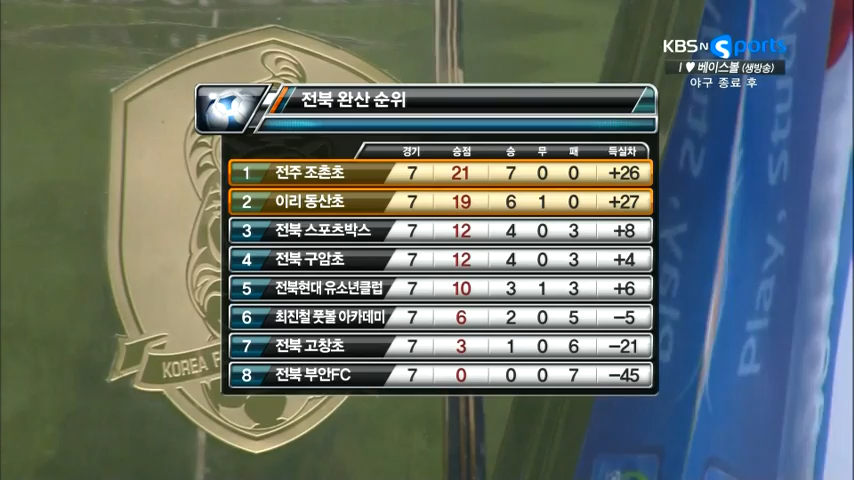 KBS N Sports
I ♥ 베이스볼 (생방송)
야구 종료 후
전북 완산 순위
경기 승점 승 무 패 득실차
1 전주 조촌초 7 21 7 0 0 +26
2 이리 동산초 7 19 6 1 0 +27
3 전북 스포츠박스 7 12 4 0 3 +8
4 전북 구암초 7 12 4 0 3 +4
5 전북현대 유소년클럽 7 10 3 1 3 +6
6 최진철 풋볼 아카데미 7 6 2 0 5 -5
7 전북 고창초 7 3 1 0 6 -21
8 전북 부안FC 7 0 0 0 7 -45
KOREA F
Play, Study